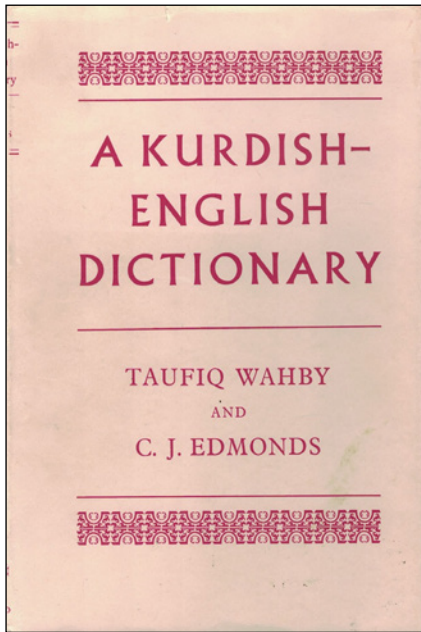 A KURDISH–
ENGLISH
DICTIONARY
TAUFIQ WAHBY
AND
C. J. EDMONDS